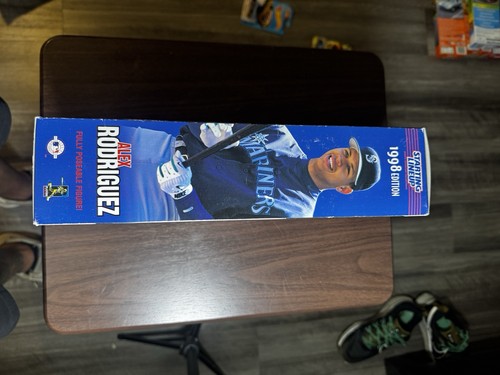 STARTING LINEUP
1998 EDITION
MARINERS
S
ALEX
RODRIGUEZ
FULLY POSEABLE FIGURE!